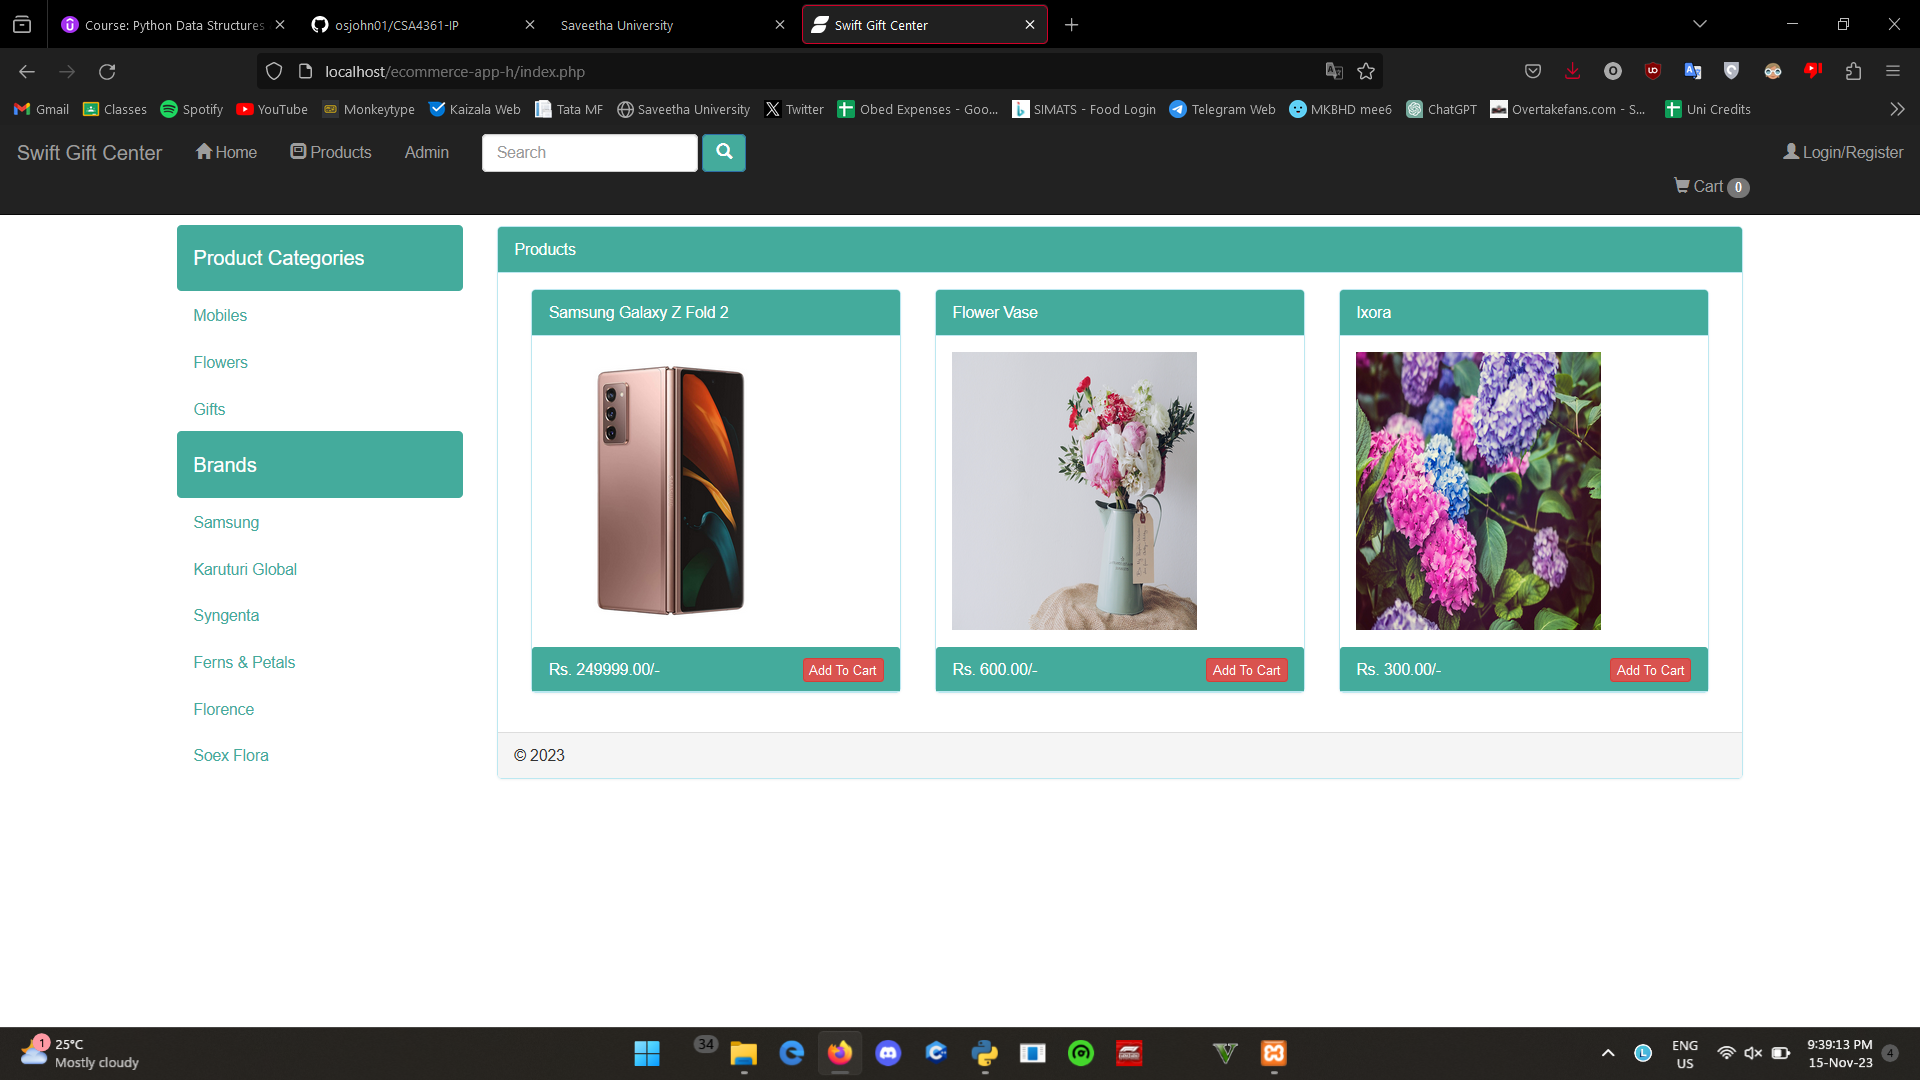 Course: Python Data Structures
osjohn01/CSA4361-IP
Saveetha University
Swift Gift Center
localhost/ecommerce-app-h/index.php
Gmail
Classes
Spotify
YouTube
Monkeytype
Kaizala Web
Tata MF
Saveetha University
Twitter
Obed Expenses - Goo...
SIMATS - Food Login
Telegram Web
MKBHD mee6
ChatGPT
Overtakefans.com - S...
Uni Credits
Swift Gift Center
Home
Products
Admin
Search
Login/Register
Cart 0
Product Categories
Mobiles
Flowers
Gifts
Brands
Samsung
Karuturi Global
Syngenta
Ferns & Petals
Florence
Soex Flora
Products
Samsung Galaxy Z Fold 2
Rs. 249999.00/-
Add To Cart
Flower Vase
Rs. 600.00/-
Add To Cart
Ixora
Rs. 300.00/-
Add To Cart
© 2023
1
25°C
Mostly cloudy
34
ENG
US
9:39:13 PM
15-Nov-23
4